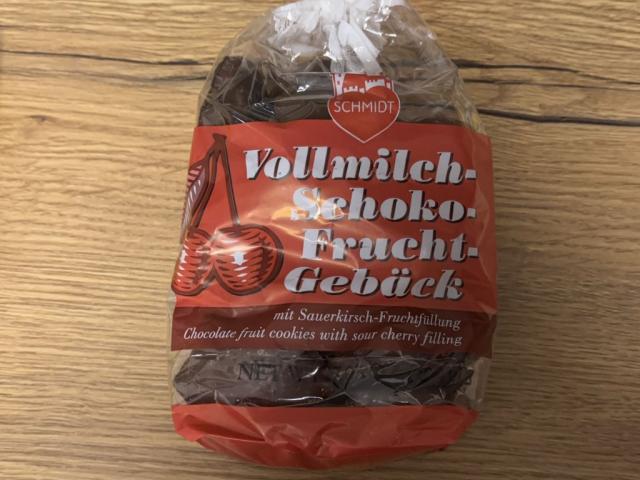 SCHMIDT
Vollmilch-
Schoko-
Frucht-
Gebäck
mit Sauerkirsch-Fruchtfüllung
Chocolate fruit cookies with sour cherry filling